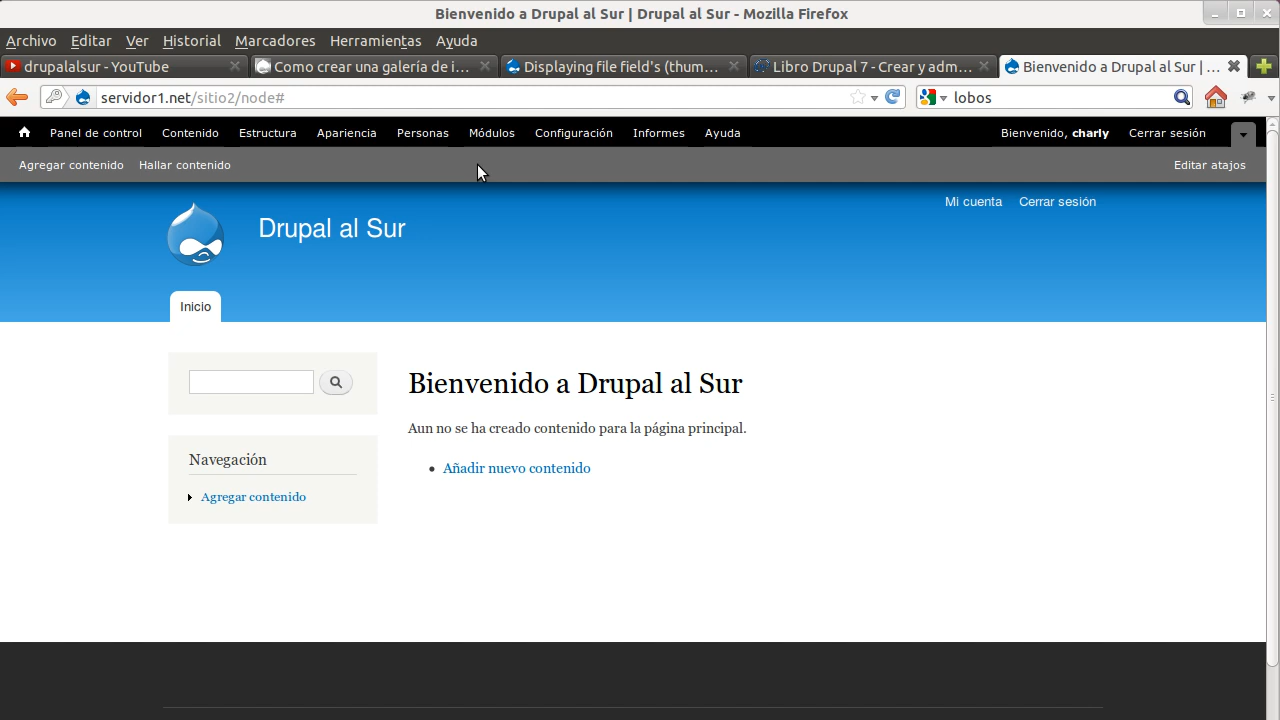 Bienvenido a Drupal al Sur | Drupal al Sur - Mozilla Firefox
Archivo Editar Ver Historial Marcadores Herramientas Ayuda
drupalalsur - YouTube Como crear una galería de i... Displaying file field's (thum... Libro Drupal 7 - Crear y adm... Bienvenido a Drupal al Sur | ...
servidor1.net/sitio2/node# lobos
Panel de control Contenido Estructura Apariencia Personas Módulos Configuración Informes Ayuda Bienvenido, charly Cerrar sesión
Agregar contenido Hallar contenido Editar atajos
Mi cuenta Cerrar sesión
Drupal al Sur
Inicio
Bienvenido a Drupal al Sur
Aun no se ha creado contenido para la página principal.
Añadir nuevo contenido
Navegación
Agregar contenido